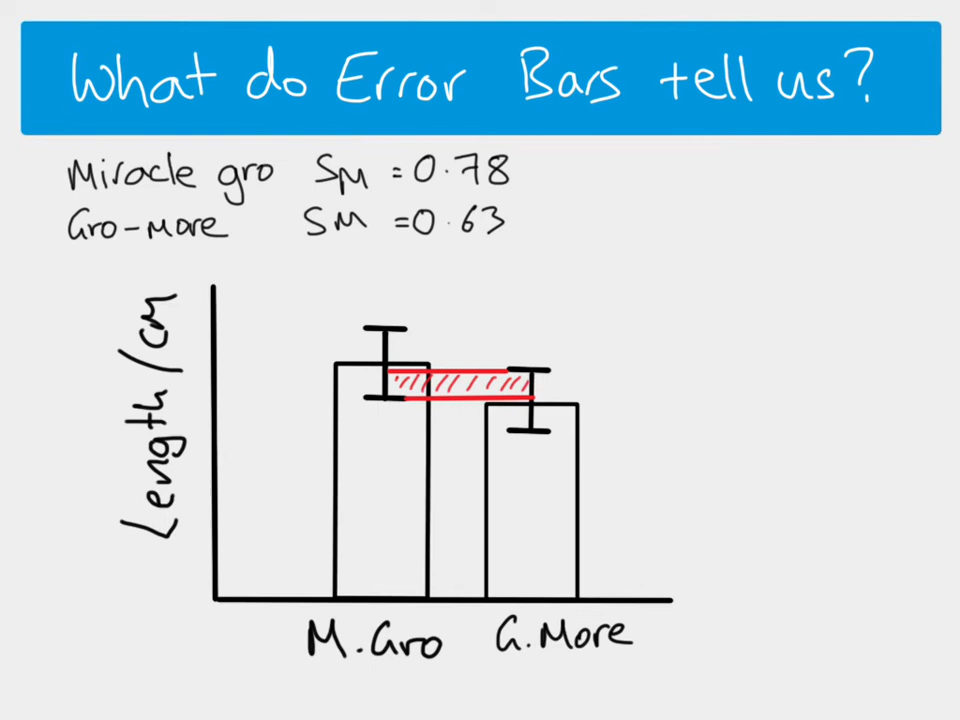 What do Error Bars tell us?
Miracle gro SM = 0.78
Gro-More SM = 0.63
Length/cm
M.Gro G.More